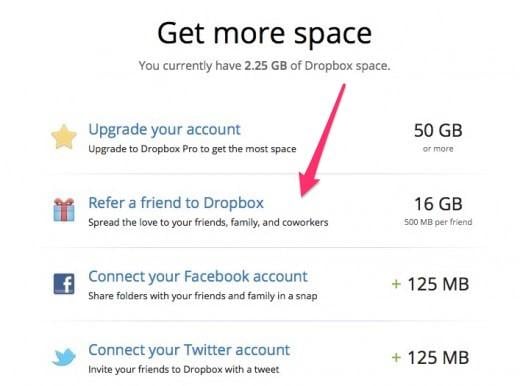 Get more space
You currently have 2.25 GB of Dropbox space.
Upgrade your account
Upgrade to Dropbox Pro to get the most space
50 GB
or more
Refer a friend to Dropbox
Spread the love to your friends, family, and coworkers
16 GB
500 MB per friend
Connect your Facebook account
Share folders with your friends and family in a snap
+ 125 MB
Connect your Twitter account
Invite your friends to Dropbox with a tweet
+ 125 MB